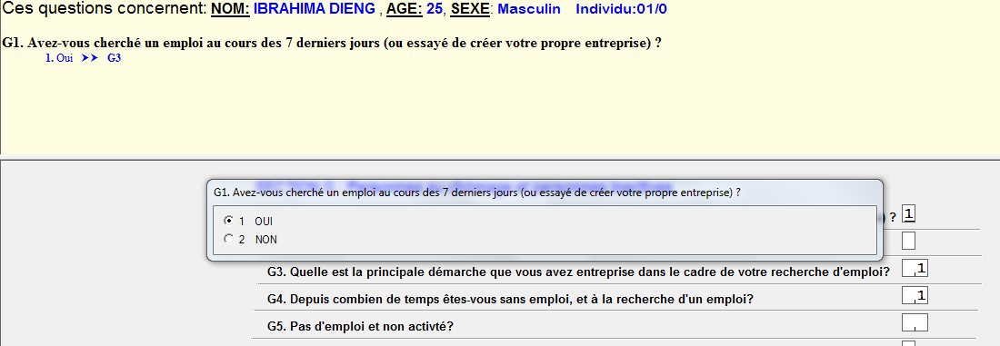 Ces questions concernent: NOM: IBRAHIMA DIENG , AGE: 25, SEXE: Masculin Individu:01/0
G1. Avez-vous cherché un emploi au cours des 7 derniers jours (ou essayé de créer votre propre entreprise) ?
1. Oui >> G3
G1. Avez-vous cherché un emploi au cours des 7 derniers jours (ou essayé de créer votre propre entreprise) ?
1 OUI
2 NON
) ? 1
G3. Quelle est la principale démarche que vous avez entreprise dans le cadre de votre recherche d'emploi? ,1
G4. Depuis combien de temps êtes-vous sans emploi, et à la recherche d'un emploi? ,1
G5. Pas d'emploi et non activté? ,